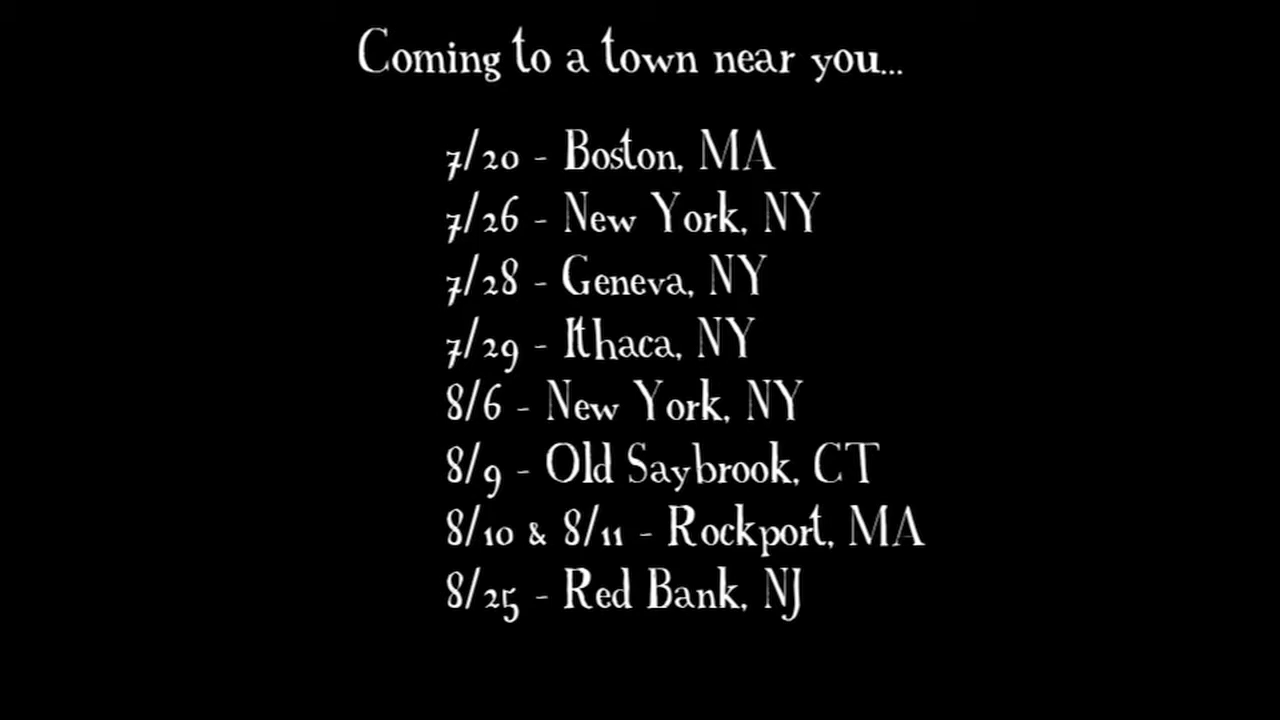 Coming to a town near you...
7/20 - Boston, MA
7/26 - New York, NY
7/28 - Geneva, NY
7/29 - Ithaca, NY
8/6 - New York, NY
8/9 - Old Saybrook, CT
8/10 & 8/11 - Rockport, MA
8/25 - Red Bank, NJ